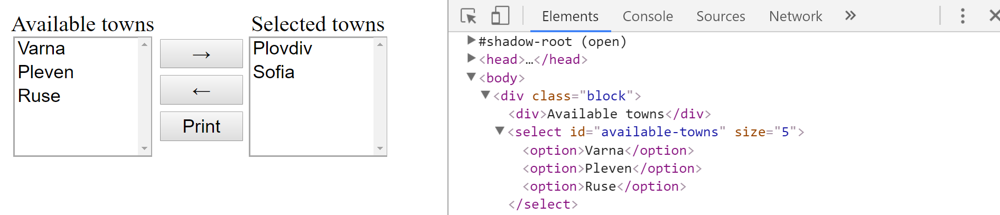 Available towns
Varna
Pleven
Ruse
→
←
Print
Selected towns
Plovdiv
Sofia
Elements Console Sources Network »
▶#shadow-root (open)
▶<head>…</head>
▼<body>
▼<div class="block">
<div>Available towns</div>
▼<select id="available-towns" size="5">
<option>Varna</option>
<option>Pleven</option>
<option>Ruse</option>
</select>